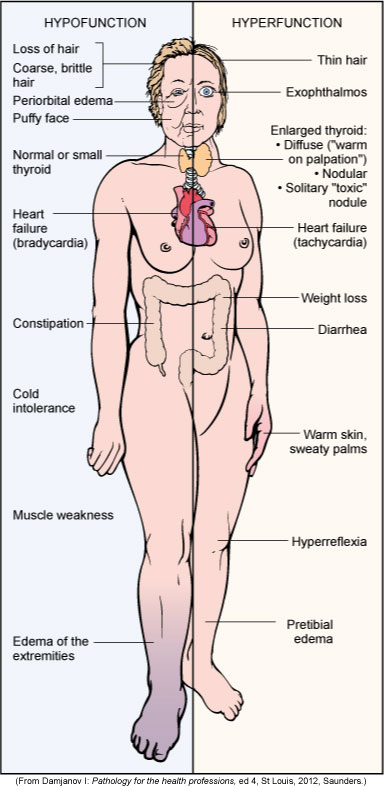 HYPOFUNCTION
Loss of hair
Coarse, brittle
hair
Periorbital edema
Puffy face
Normal or small
thyroid
Heart
failure
(bradycardia)
Constipation
Cold
intolerance
Muscle weakness
Edema of the
extremities
HYPERFUNCTION
Thin hair
Exophthalmos
Enlarged thyroid:
• Diffuse ("warm
on palpation")
• Nodular
• Solitary "toxic"
nodule
Heart failure
(tachycardia)
Weight loss
Diarrhea
Warm skin,
sweaty palms
Hyperreflexia
Pretibial
edema
(From Damjanov I: Pathology for the health professions, ed 4, St Louis, 2012, Saunders.)